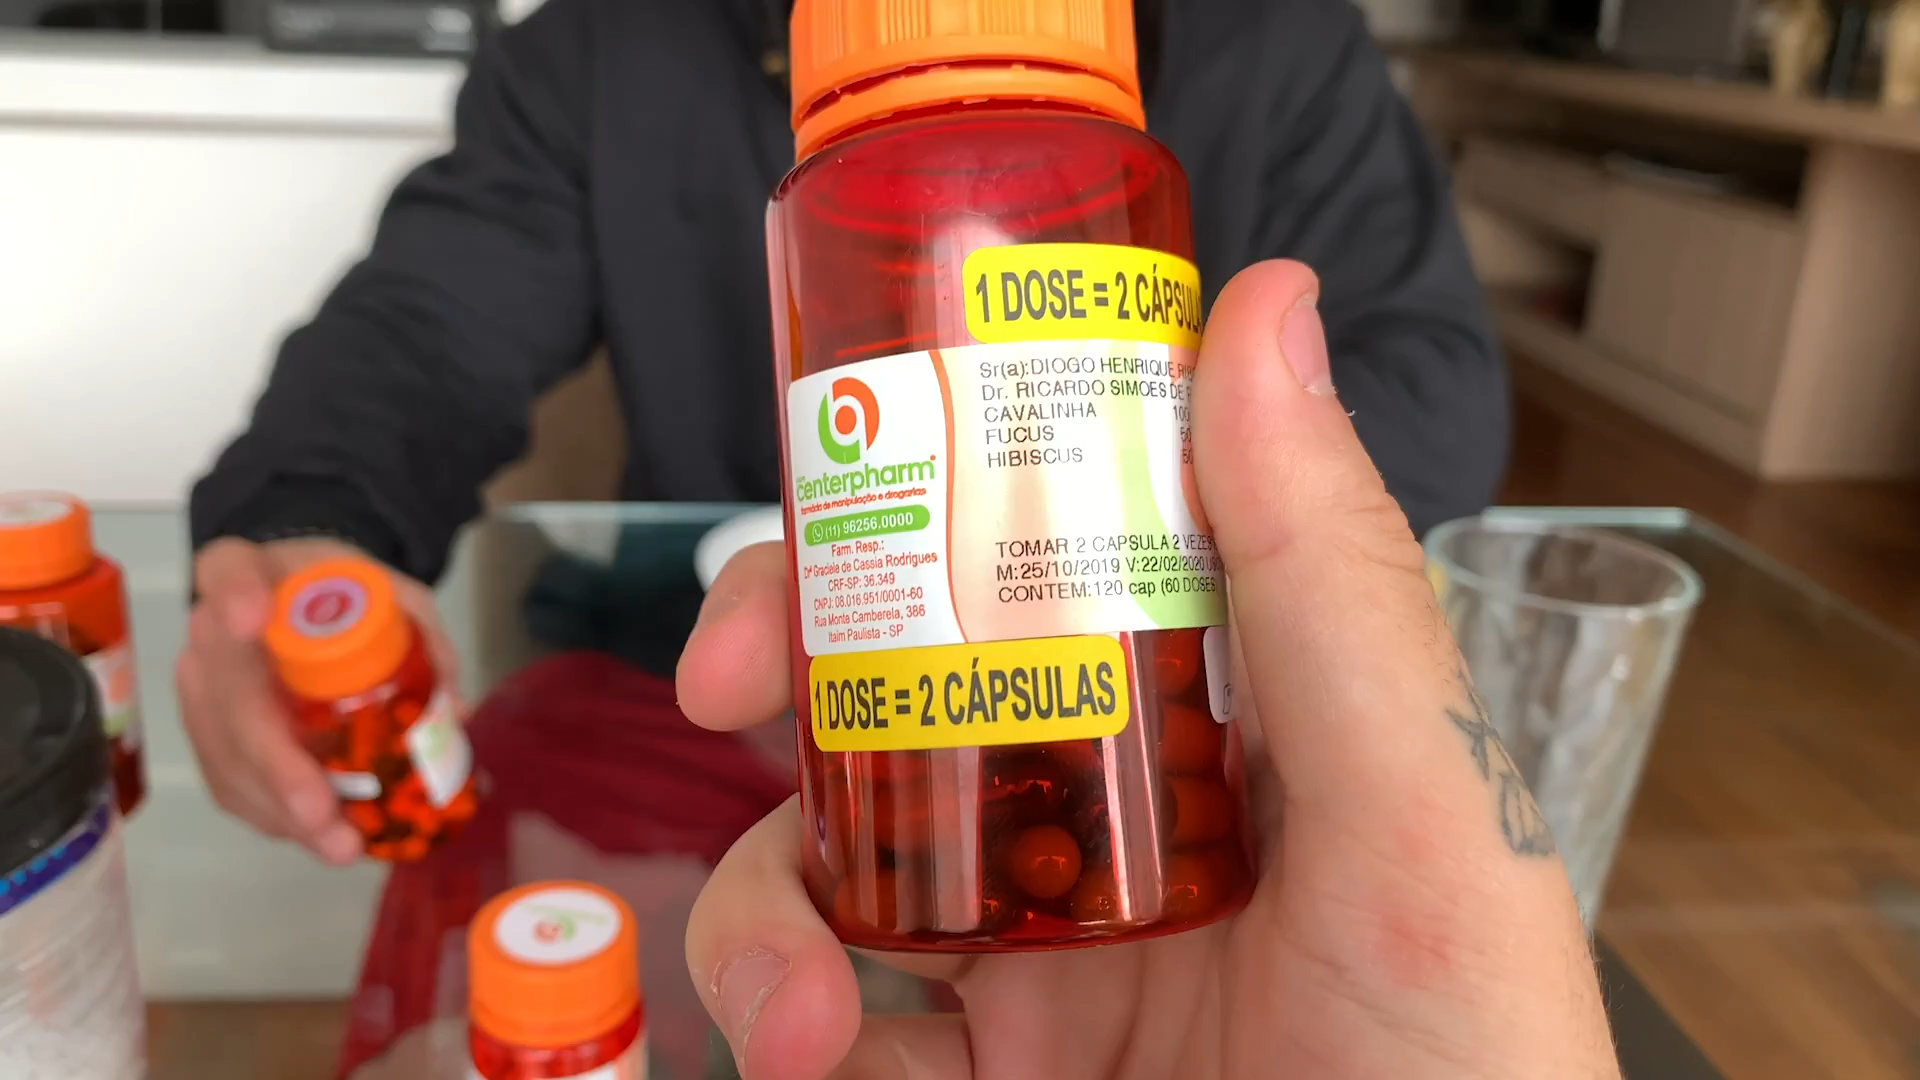 1 DOSE = 2 CÁPSULAS
Sr(a):DIOGO HENRIQUE
Dr. RICARDO SIMOES DE
CAVALINHA 100
FUCUS
HIBISCUS
TOMAR 2 CAPSULA 2 VEZES
M:25/10/2019 V:22/02/2020
CONTEM:120 cap (60 DOSES
centerpharm
farmácia de manipulação e drogarias
(11) 96256.0000
Farm. Resp.:
Drª Graciele de Cassia Rodrigues
CRF-SP: 36.349
CNPJ: 08.016.951/0001-60
Rua Monte Camberela, 386
Itaim Paulista - SP
1 DOSE = 2 CÁPSULAS